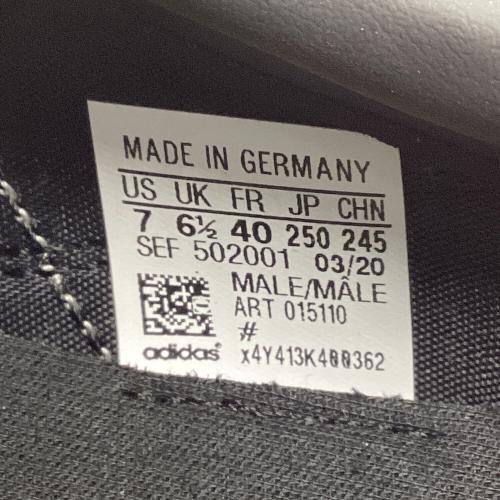 MADE IN GERMANY
US UK FR JP CHN
7 6½ 40 250 245
SEF 502001 03/20
MALE/MÂLE
ART 015110
#
adidas x4Y413K400362